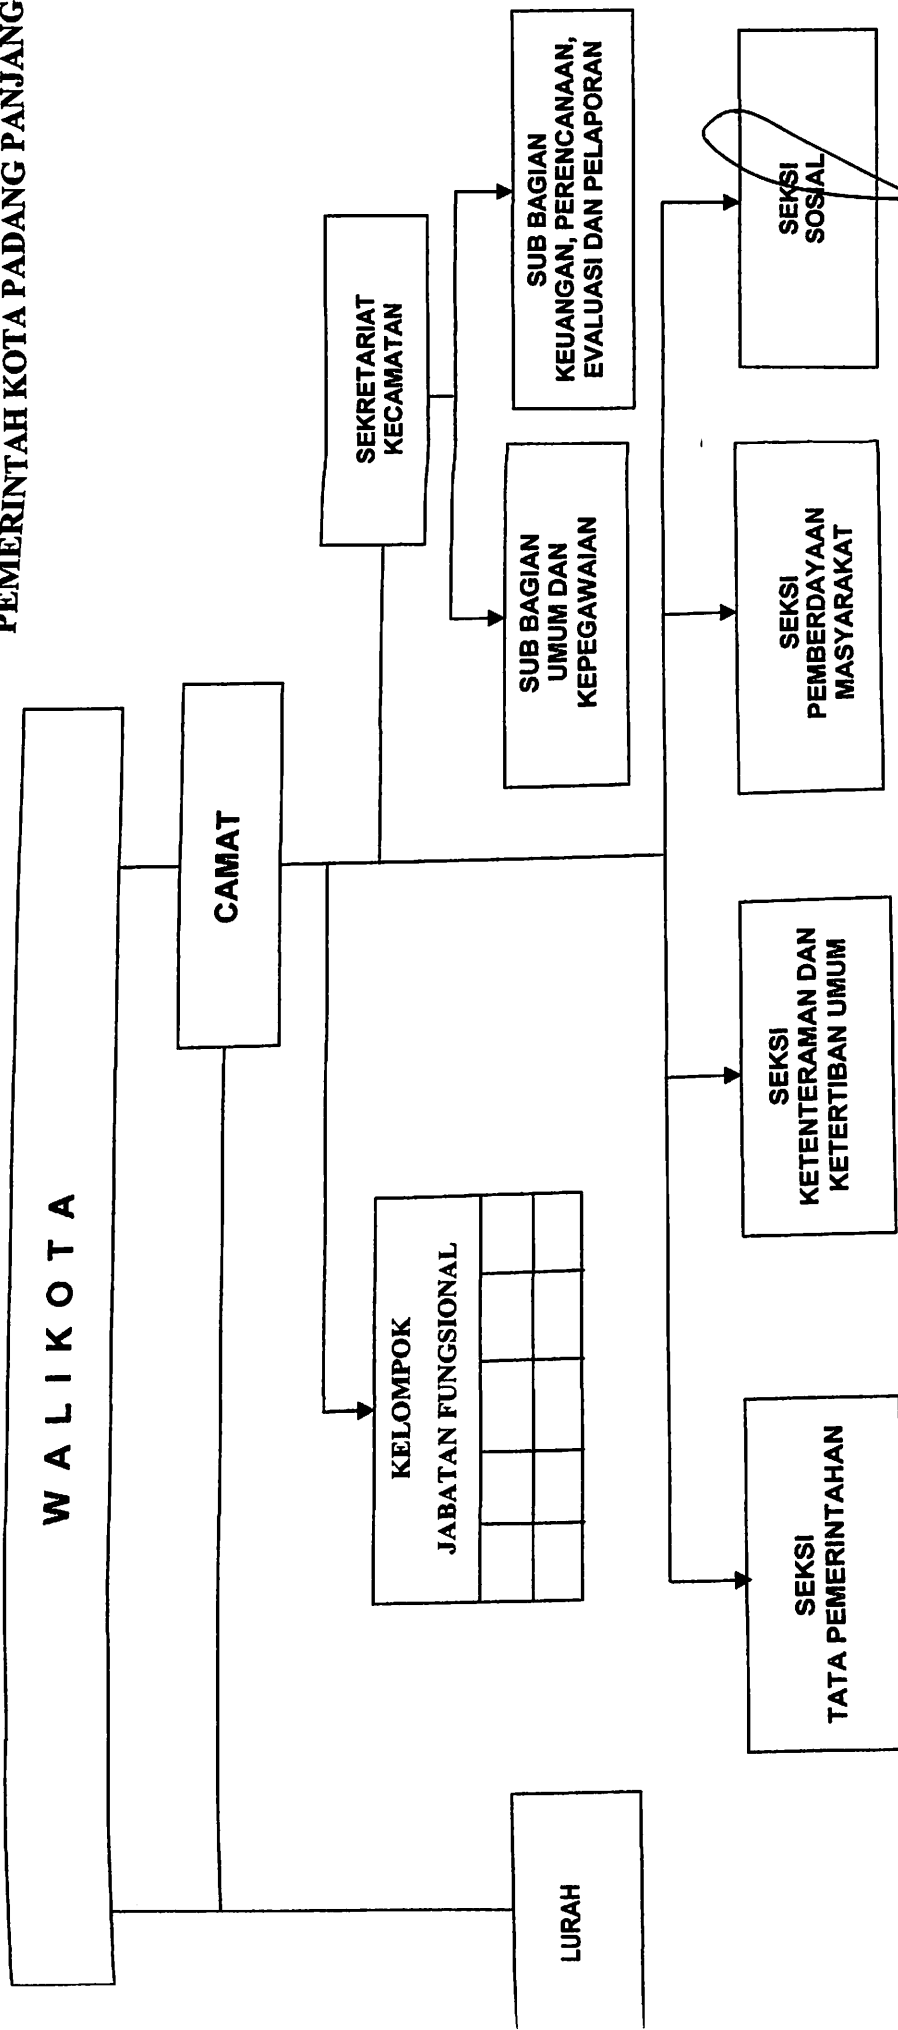 PEMERINTAH KOTA PADANG PANJANG
W A L I K O T A
CAMAT
SEKRETARIAT
KECAMATAN
KELOMPOK
JABATAN FUNGSIONAL
SUB BAGIAN
UMUM DAN
KEPEGAWAIAN
SUB BAGIAN
KEUANGAN, PERENCANAAN,
EVALUASI DAN PELAPORAN
LURAH
SEKSI
TATA PEMERINTAHAN
SEKSI
KETENTERAMAN DAN
KETERTIBAN UMUM
SEKSI
PEMBERDAYAAN
MASYARAKAT
SEKSI
SOSIAL